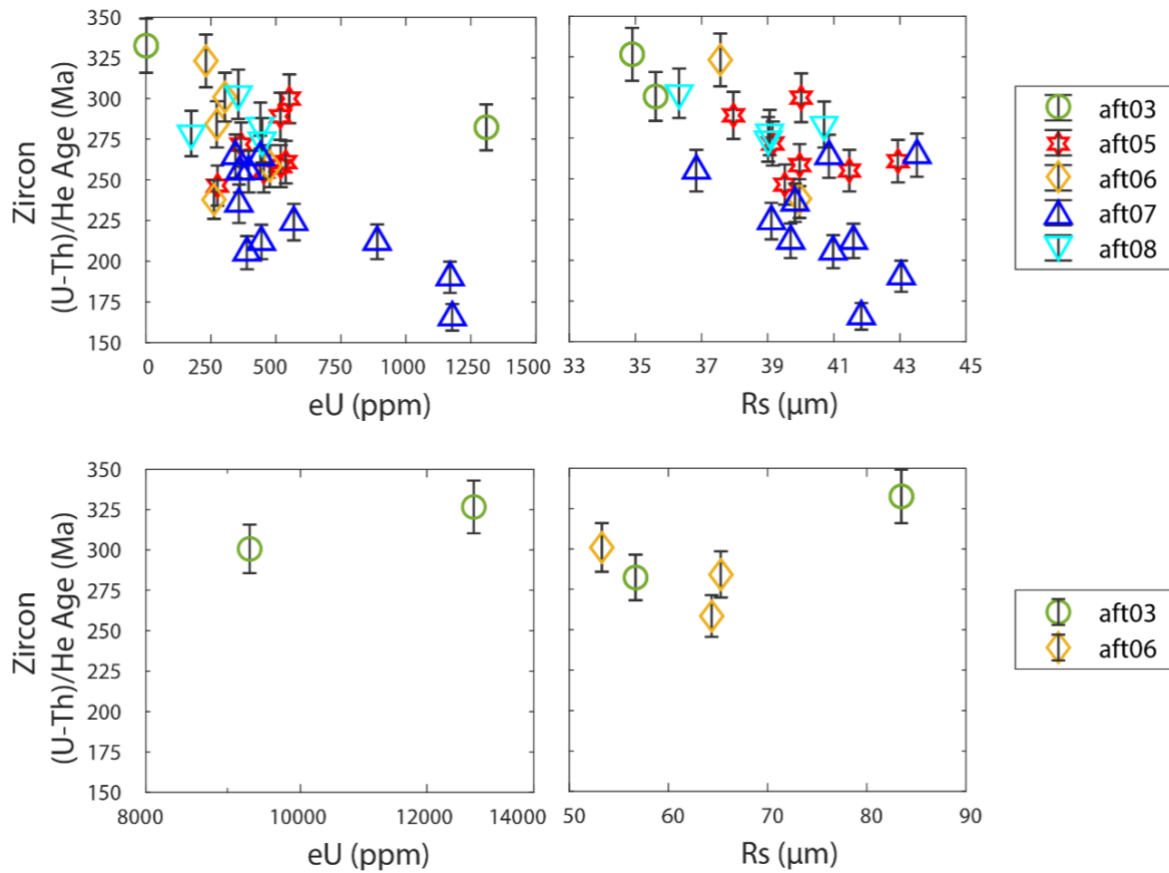 350
325
300
275
250
225
200
175
150
Zircon
(U-Th)/He Age (Ma)
0 250 500 750 1000 1250 1500
eU (ppm)
33 35 37 39 41 43 45
Rs (μm)
aft03
aft05
aft06
aft07
aft08
350
325
300
275
250
225
200
175
150
Zircon
(U-Th)/He Age (Ma)
8000 10000 12000 14000
eU (ppm)
50 60 70 80 90
Rs (μm)
aft03
aft06